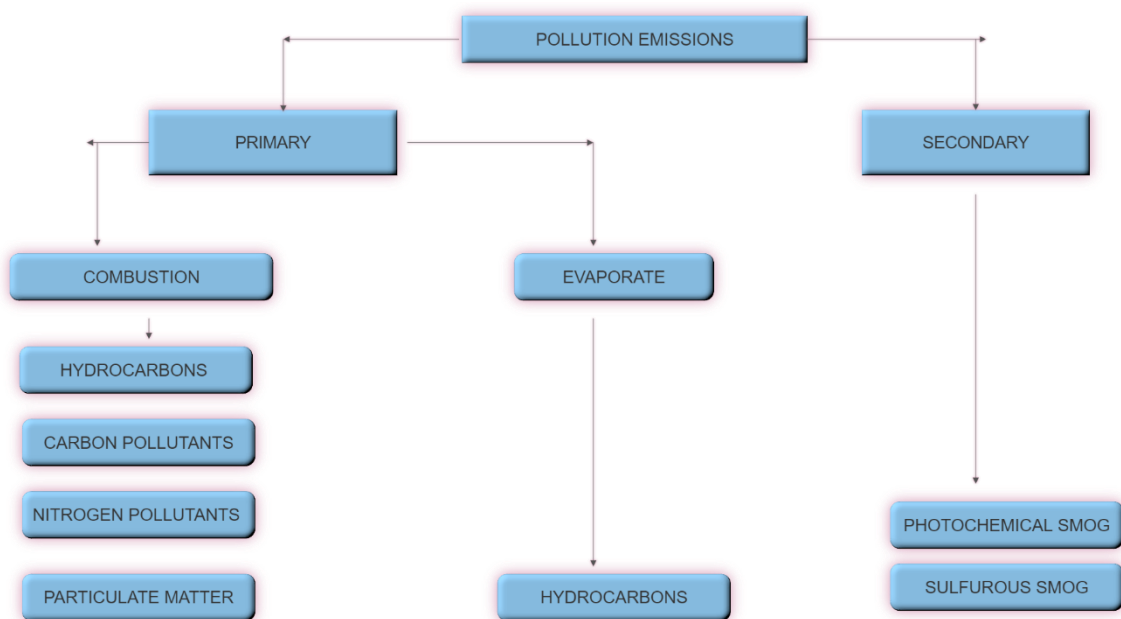 POLLUTION EMISSIONS
PRIMARY
SECONDARY
COMBUSTION
EVAPORATE
HYDROCARBONS
CARBON POLLUTANTS
NITROGEN POLLUTANTS
PARTICULATE MATTER
HYDROCARBONS
PHOTOCHEMICAL SMOG
SULFUROUS SMOG